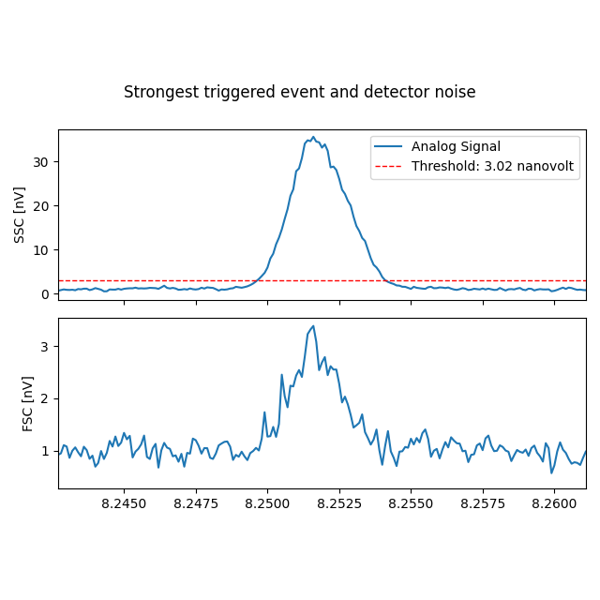 Strongest triggered event and detector noise
SSC [nV]
30
20
10
0
Analog Signal
Threshold: 3.02 nanovolt
FSC [nV]
3
2
1
8.2450 8.2475 8.2500 8.2525 8.2550 8.2575 8.2600